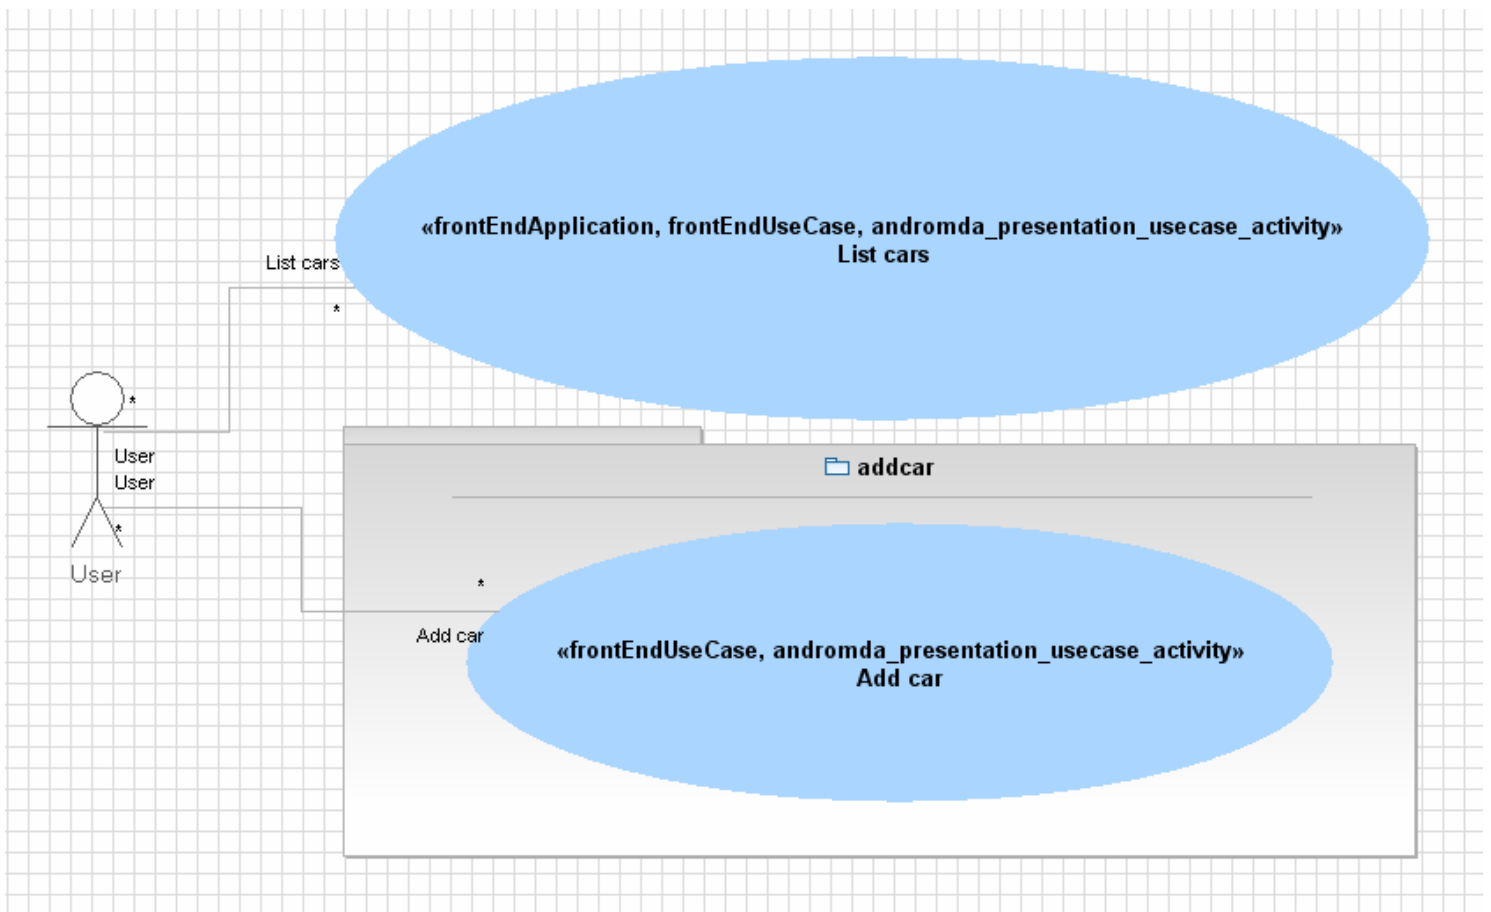 «frontEndApplication, frontEndUseCase, andromda_presentation_usecase_activity»
List cars
List cars
*
*
User
User
*
User
addcar
*
Add car
«frontEndUseCase, andromda_presentation_usecase_activity»
Add car